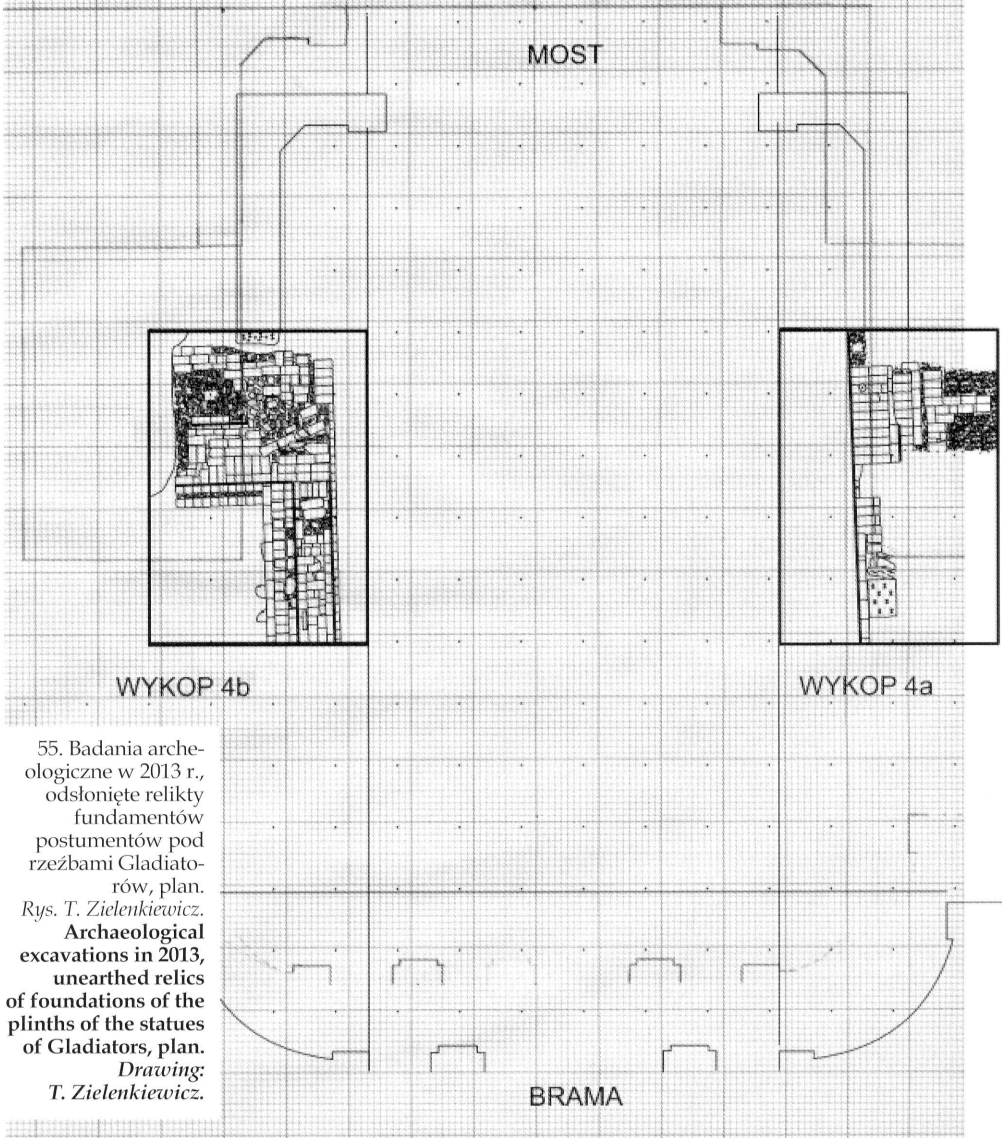 MOST
WYKOP 4b
WYKOP 4a
55. Badania arche-
ologiczne w 2013 r.,
odsłonięte relikty
fundamentów
postumentów pod
rzeźbami Gladiato-
rów, plan.
Rys. T. Zielenkiewicz.
Archaeological
excavations in 2013,
unearthed relics
of foundations of the
plinths of the statues
of Gladiators, plan.
Drawing:
T. Zielenkiewicz.
BRAMA